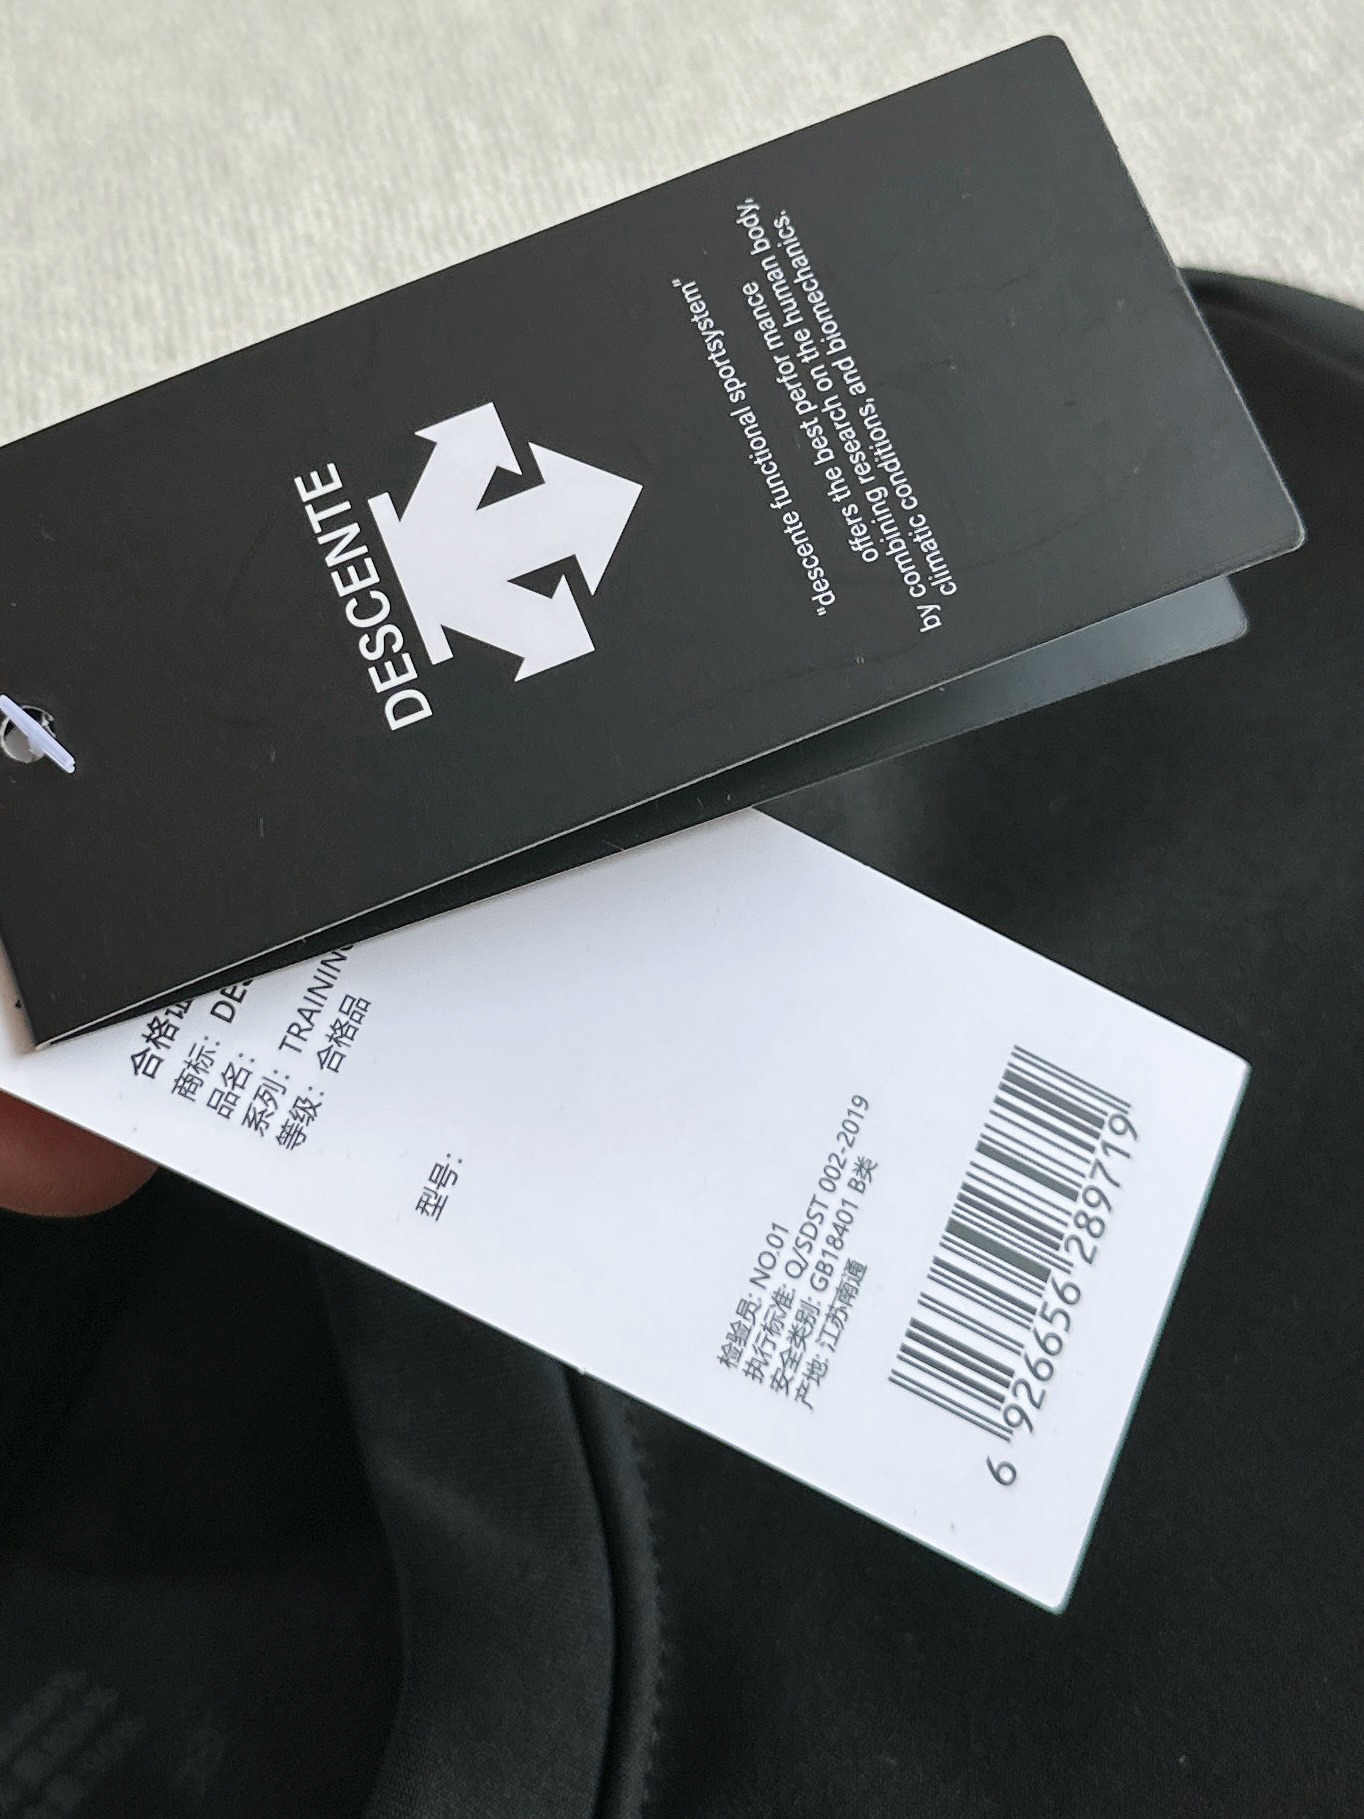 DESCENTE
"descente functional sportsystem"
offers the best perfor mance
by combining research on the human body,
climatic conditions, and biomechanics.
合格证
商标: DES
品名:
系列: TRAINING
等级: 合格品
型号:
检验员: NO.01
执行标准: Q/SDST 002-2019
安全类别: GB18401 B类
产地: 江苏南通
6 926656 289719